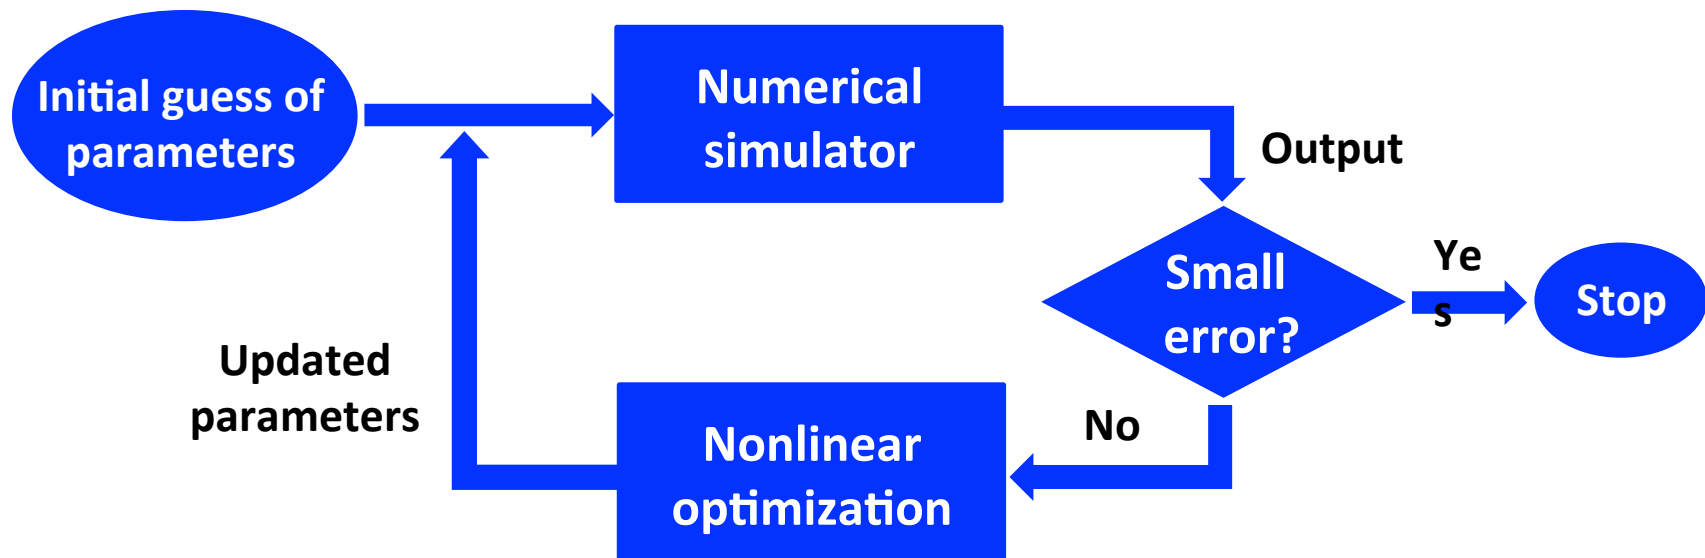 Initial guess of
parameters
Numerical
simulator
Output
Small
error?
Ye
s
Stop
No
Nonlinear
optimization
Updated
parameters